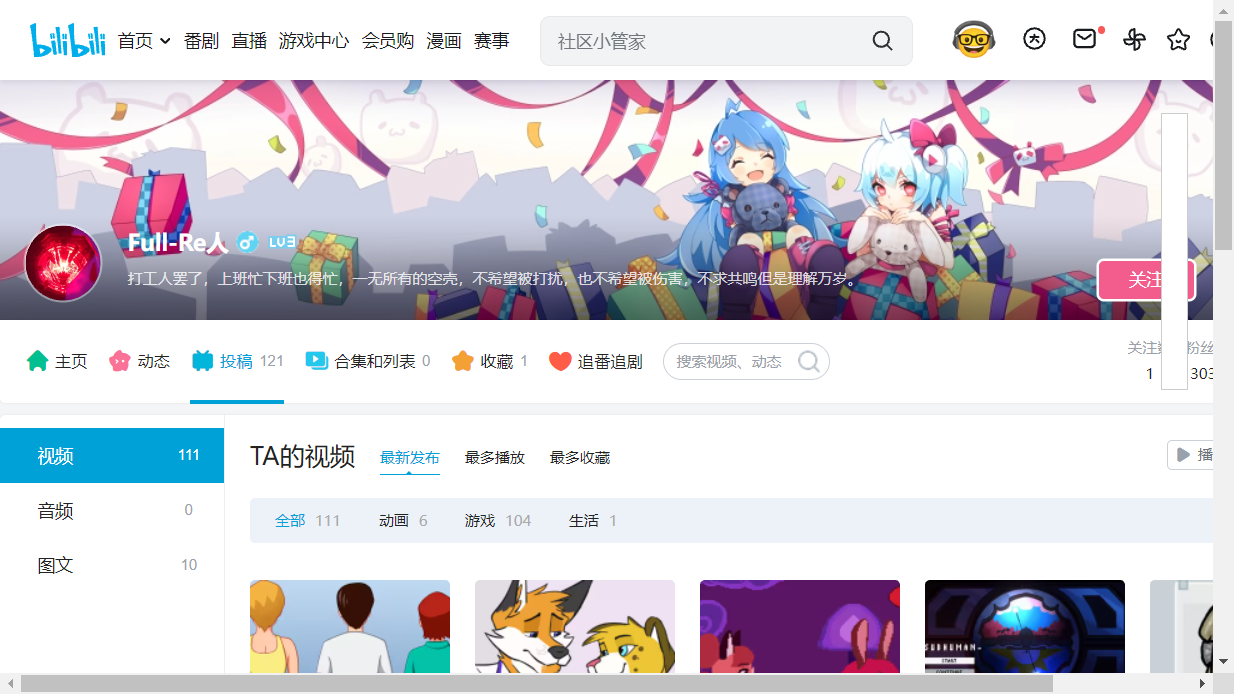 bilibili 首页 番剧 直播 游戏中心 会员购 漫画 赛事 社区小管家
Full-Re人 LV3
打工人罢了，上班忙下班也得忙，一无所有的空壳，不希望被打扰，也不希望被伤害，不求共鸣但是理解万岁。
关注
主页 动态 投稿 121 合集和列表 0 收藏 1 追番追剧 搜索视频、动态
关注数 粉丝
1 303
视频 111
音频 0
图文 10
TA的视频 最新发布 最多播放 最多收藏 播
全部 111 动画 6 游戏 104 生活 1
SUBHUMAN
START